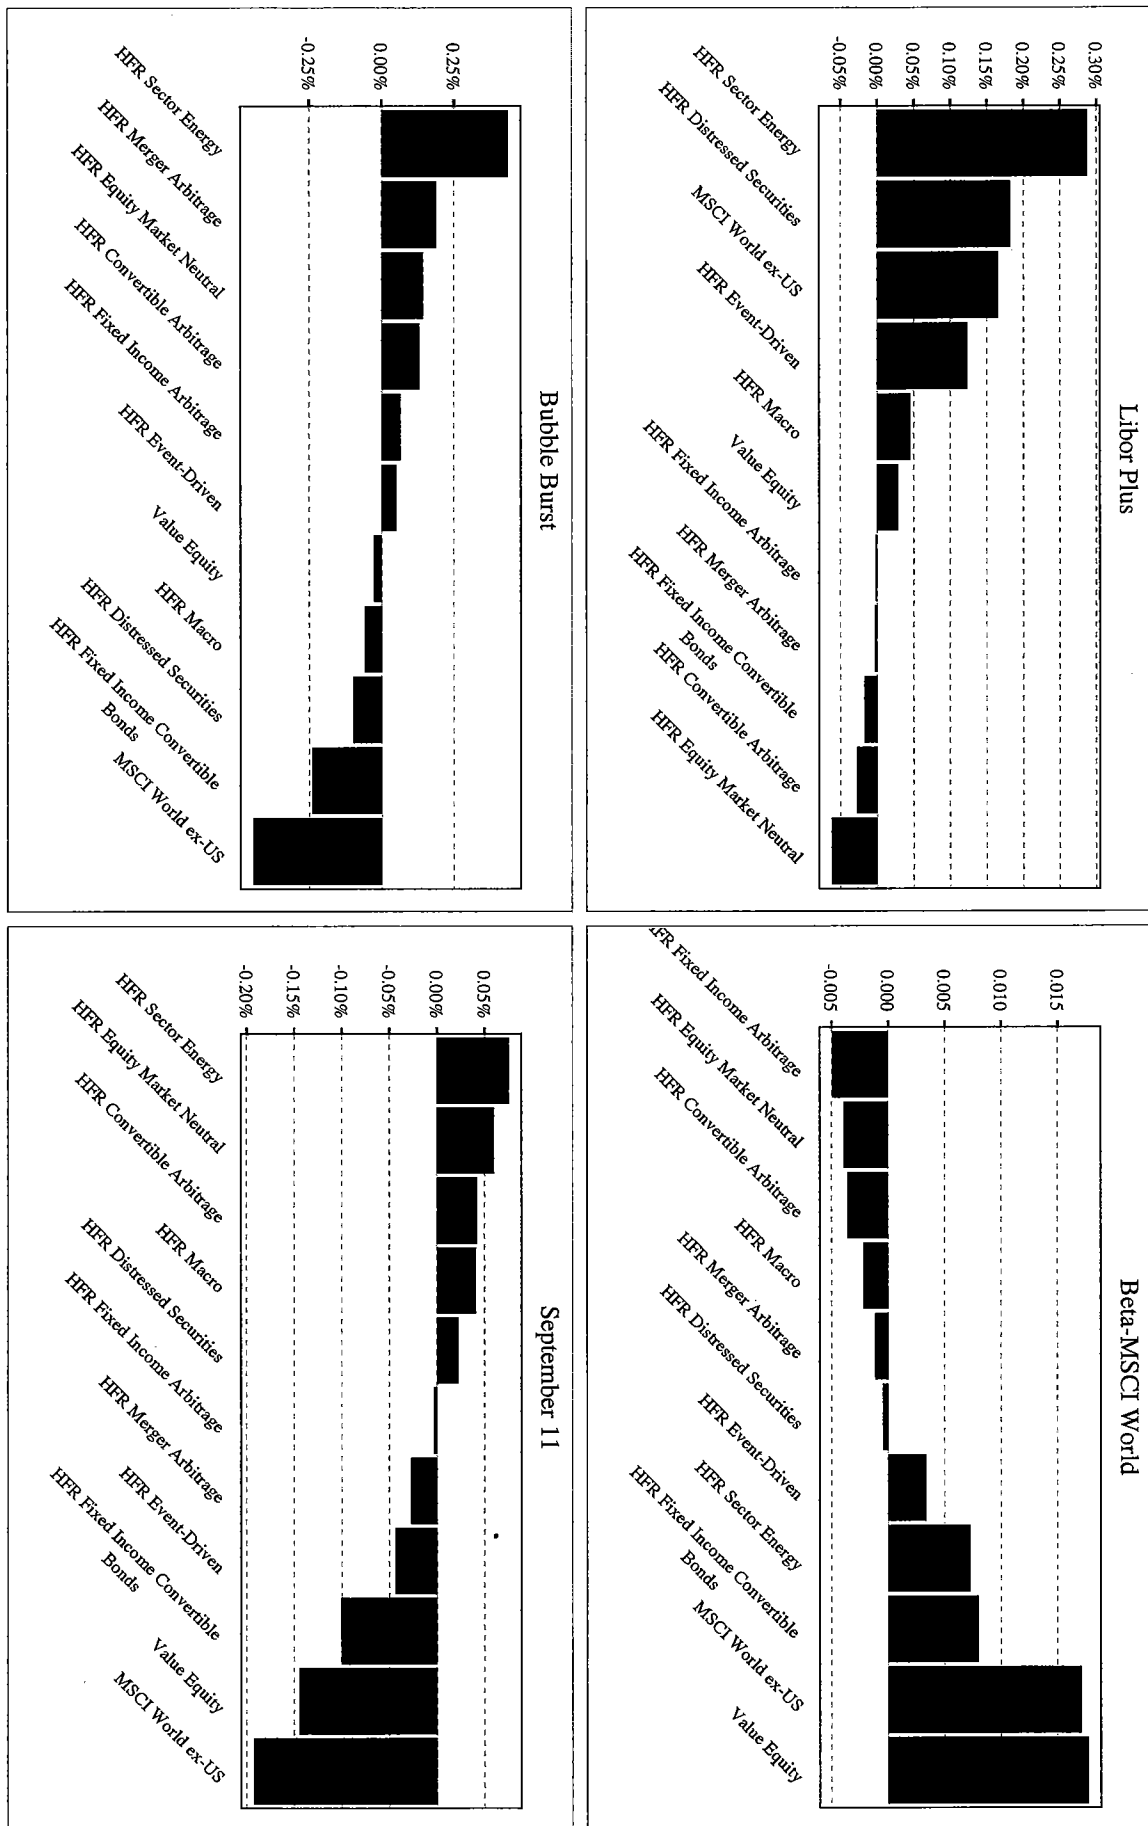 Libor Plus
0.30%
0.25%
0.20%
0.15%
0.10%
0.05%
0.00%
-0.05%
HFR Sector Energy
HFR Distressed Securities
MSCI World ex-US
HFR Event-Driven
HFR Macro
Value Equity
HFR Fixed Income Arbitrage
HFR Merger Arbitrage
HFR Fixed Income Convertible
Bonds
HFR Convertible Arbitrage
HFR Equity Market Neutral
Beta-MSCI World
0.015
0.010
0.005
0.000
-0.005
HFR Fixed Income Arbitrage
HFR Equity Market Neutral
HFR Convertible Arbitrage
HFR Macro
HFR Merger Arbitrage
HFR Distressed Securities
HFR Event-Driven
HFR Sector Energy
HFR Fixed Income Convertible
Bonds
MSCI World ex-US
Value Equity
Bubble Burst
0.25%
0.00%
-0.25%
HFR Sector Energy
HFR Merger Arbitrage
HFR Equity Market Neutral
HFR Convertible Arbitrage
HFR Fixed Income Arbitrage
HFR Event-Driven
Value Equity
HFR Macro
HFR Distressed Securities
HFR Fixed Income Convertible
Bonds
MSCI World ex-US
September 11
0.05%
0.00%
-0.05%
-0.10%
-0.15%
-0.20%
HFR Sector Energy
HFR Equity Market Neutral
HFR Convertible Arbitrage
HFR Macro
HFR Distressed Securities
HFR Fixed Income Arbitrage
HFR Merger Arbitrage
HFR Event-Driven
HFR Fixed Income Convertible
Bonds
Value Equity
MSCI World ex-US